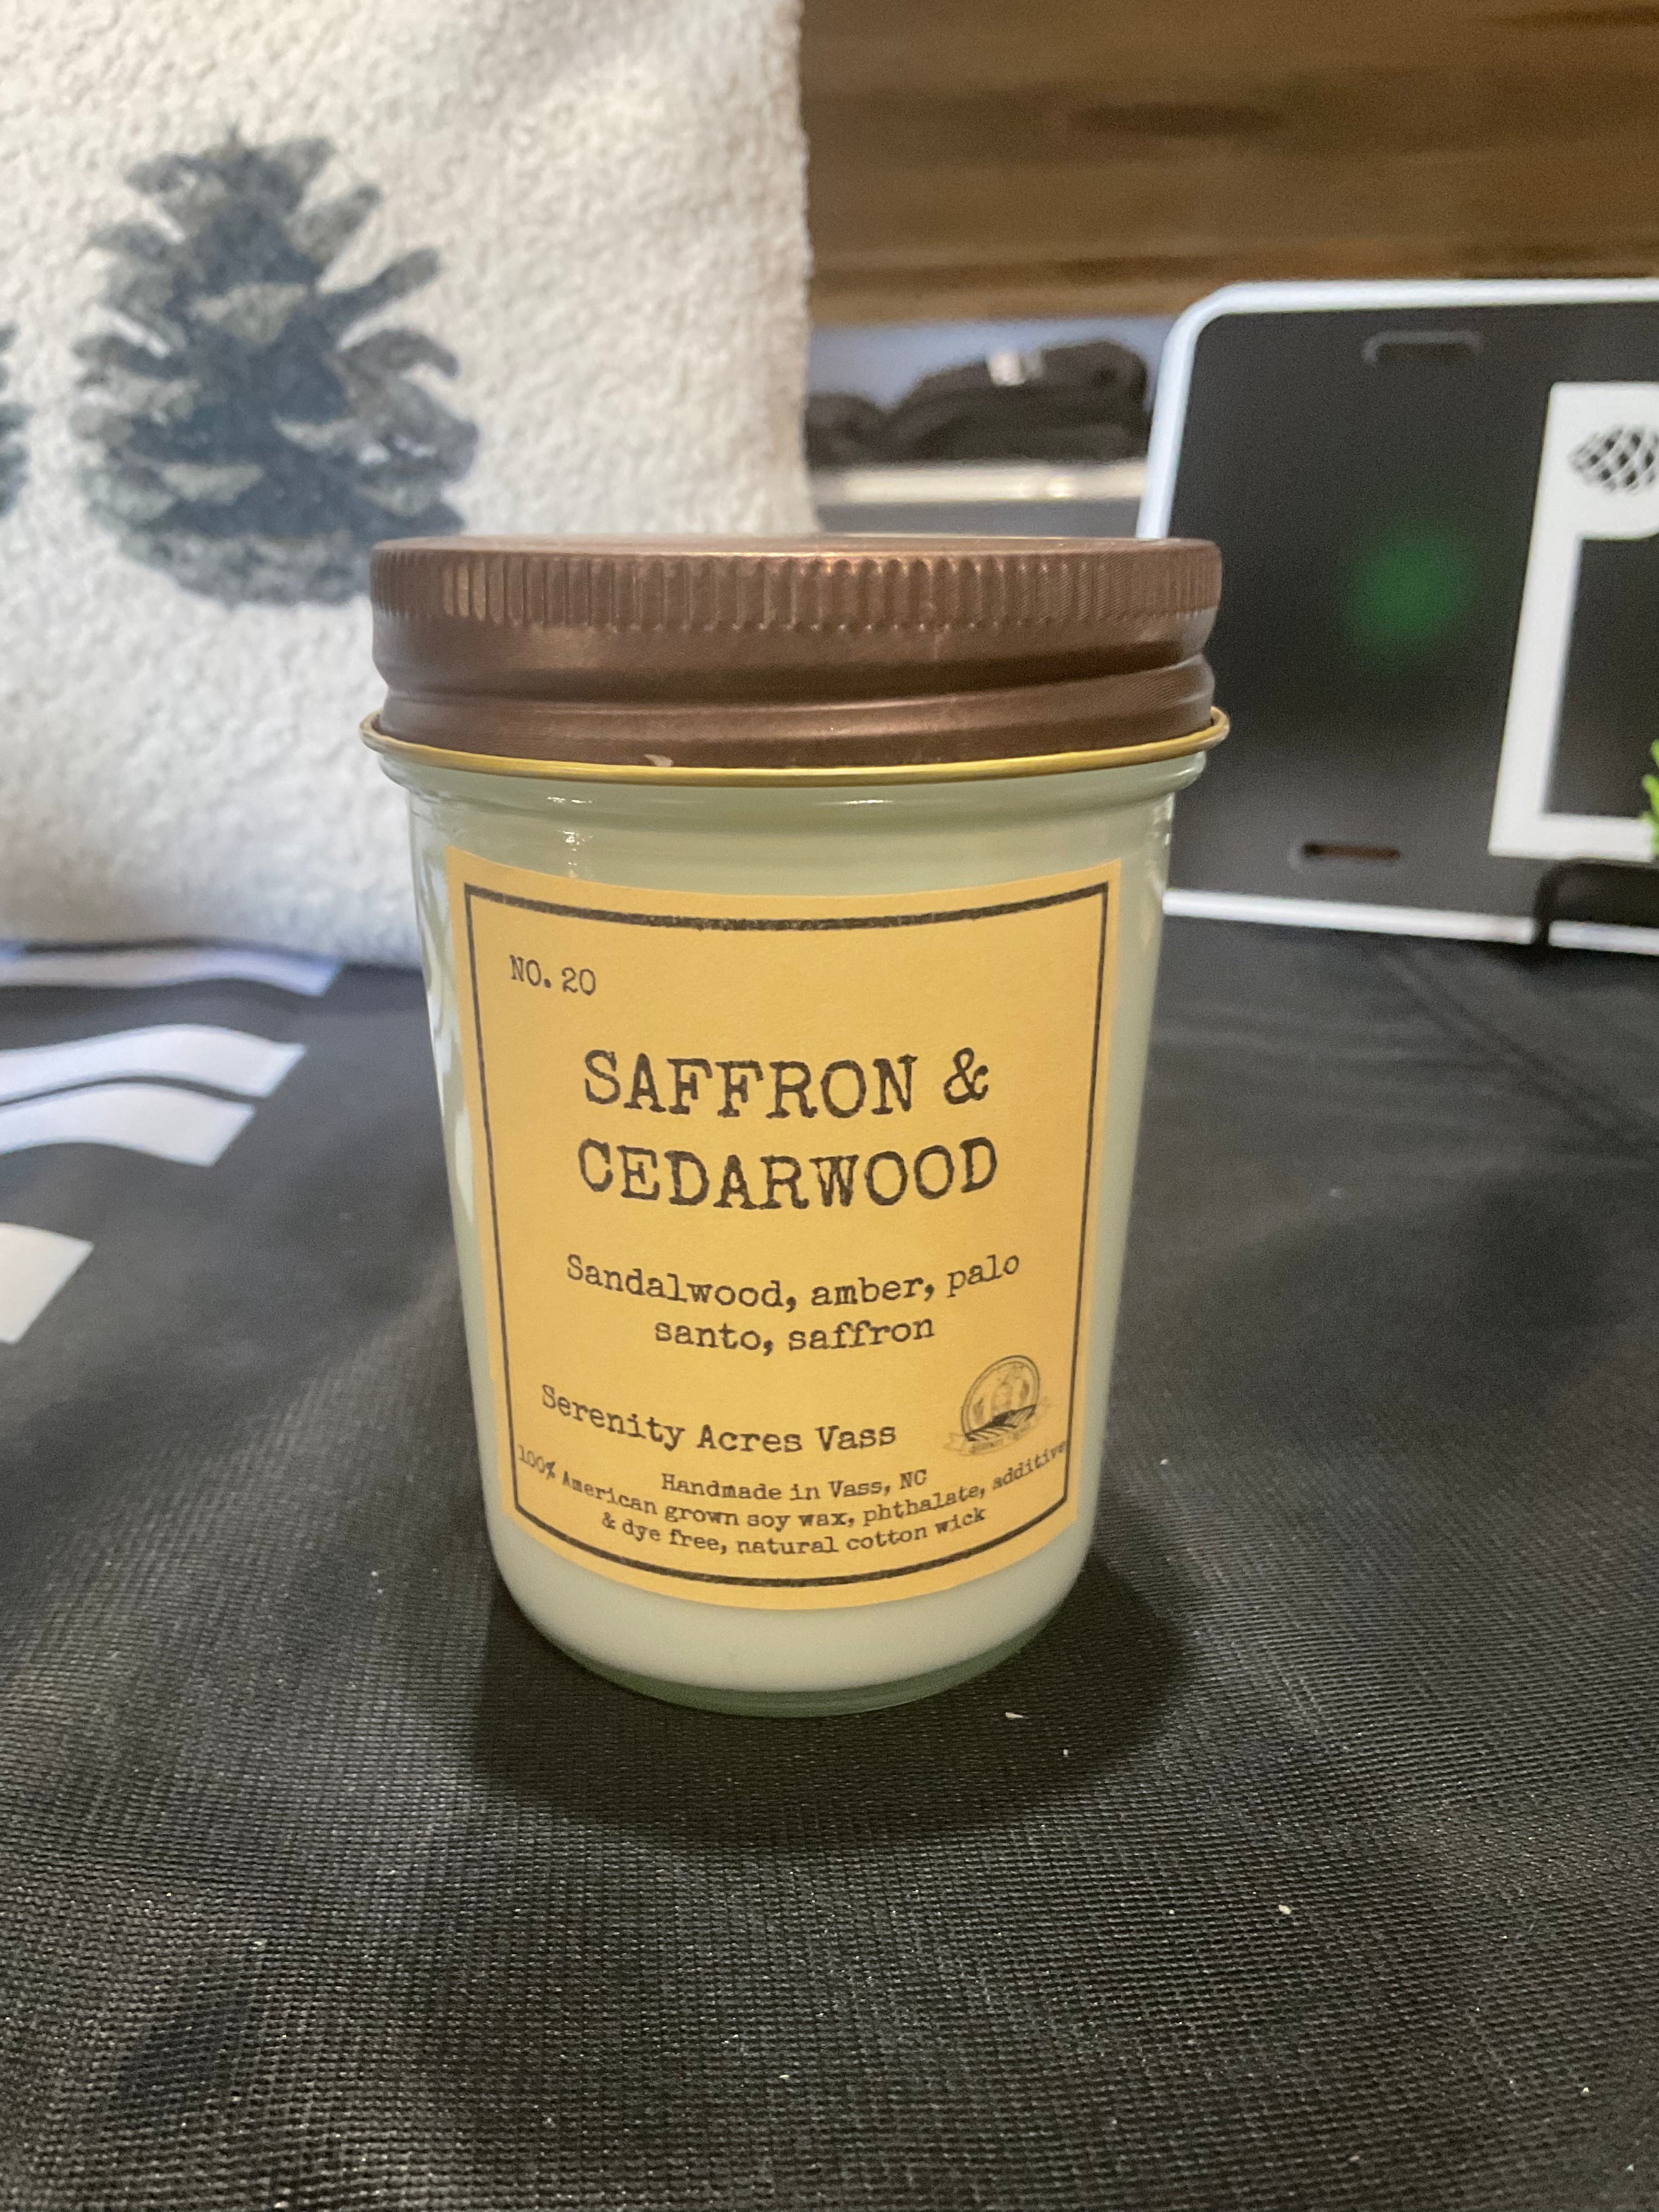 NO. 20
SAFFRON &
CEDARWOOD
Sandalwood, amber, palo
santo, saffron
Serenity Acres Vass
Handmade in Vass, NC
100% American grown soy wax, phthalate, additive
& dye free, natural cotton wick